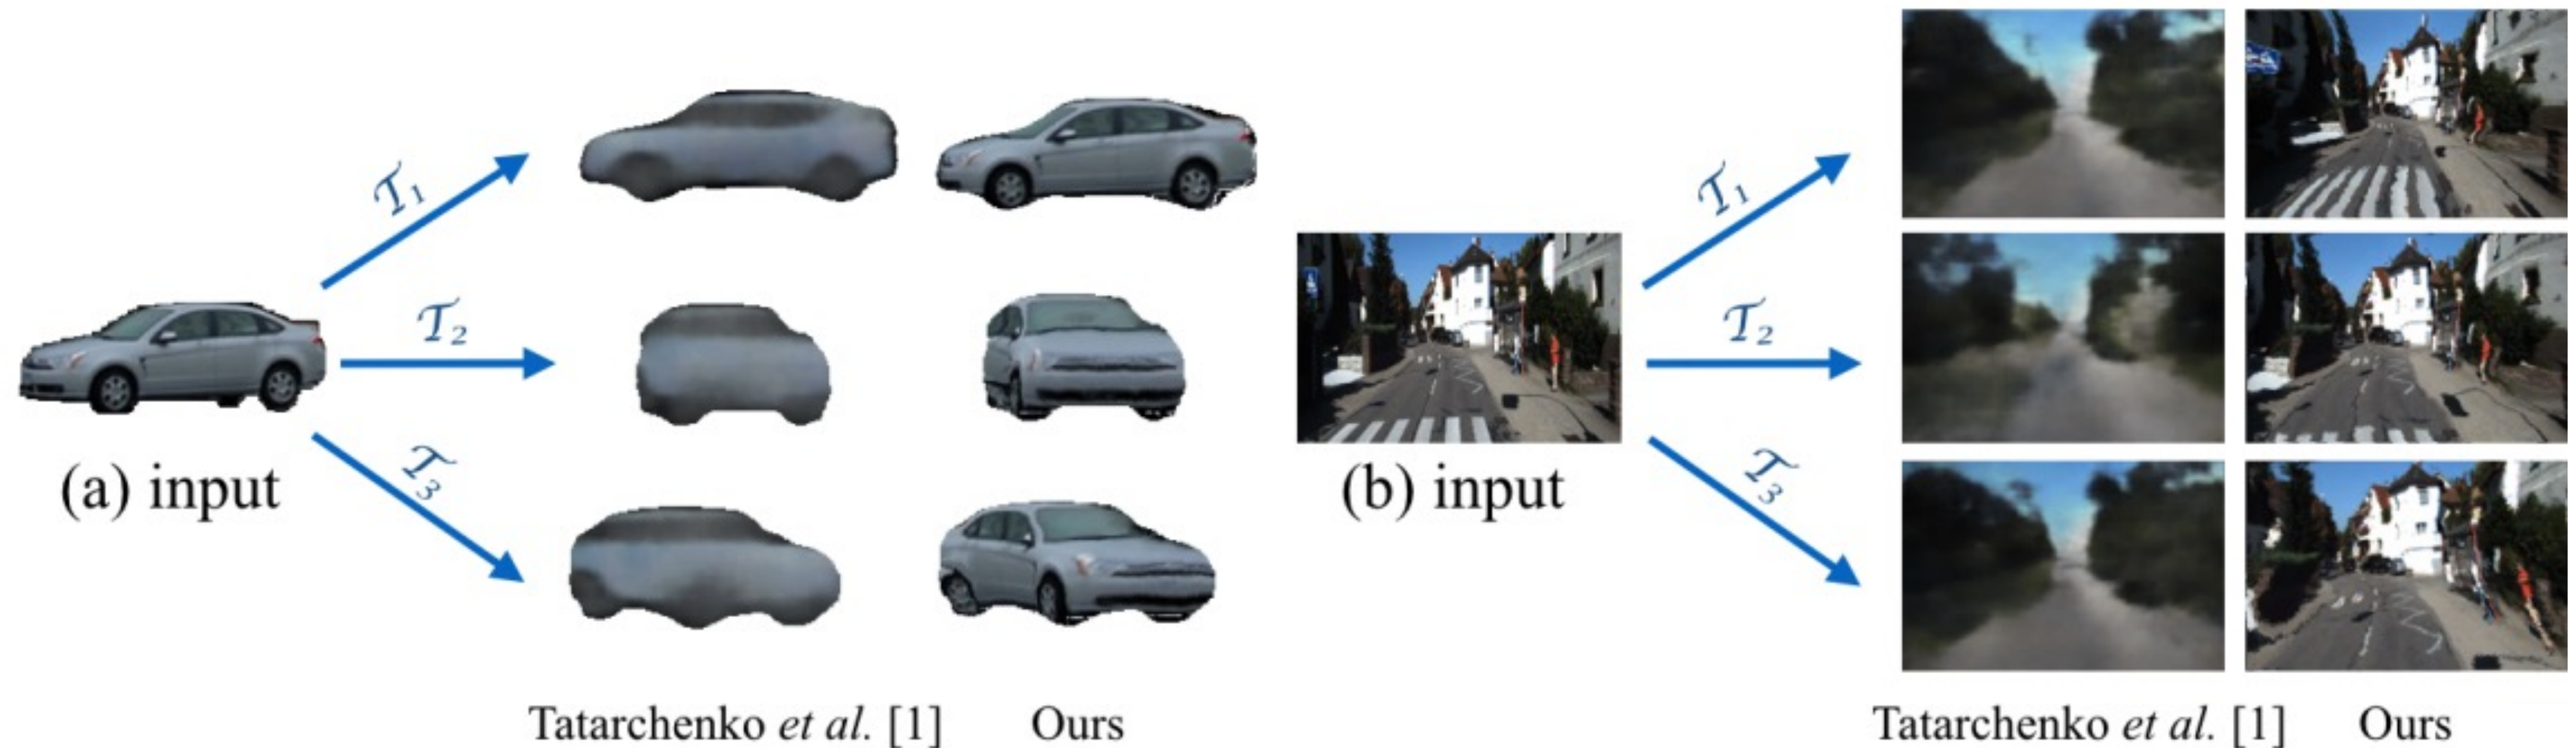 𝒯₁
𝒯₂
𝒯₃
(a) input
Tatarchenko et al. [1]
Ours
𝒯₁
𝒯₂
𝒯₃
(b) input
Tatarchenko et al. [1]
Ours